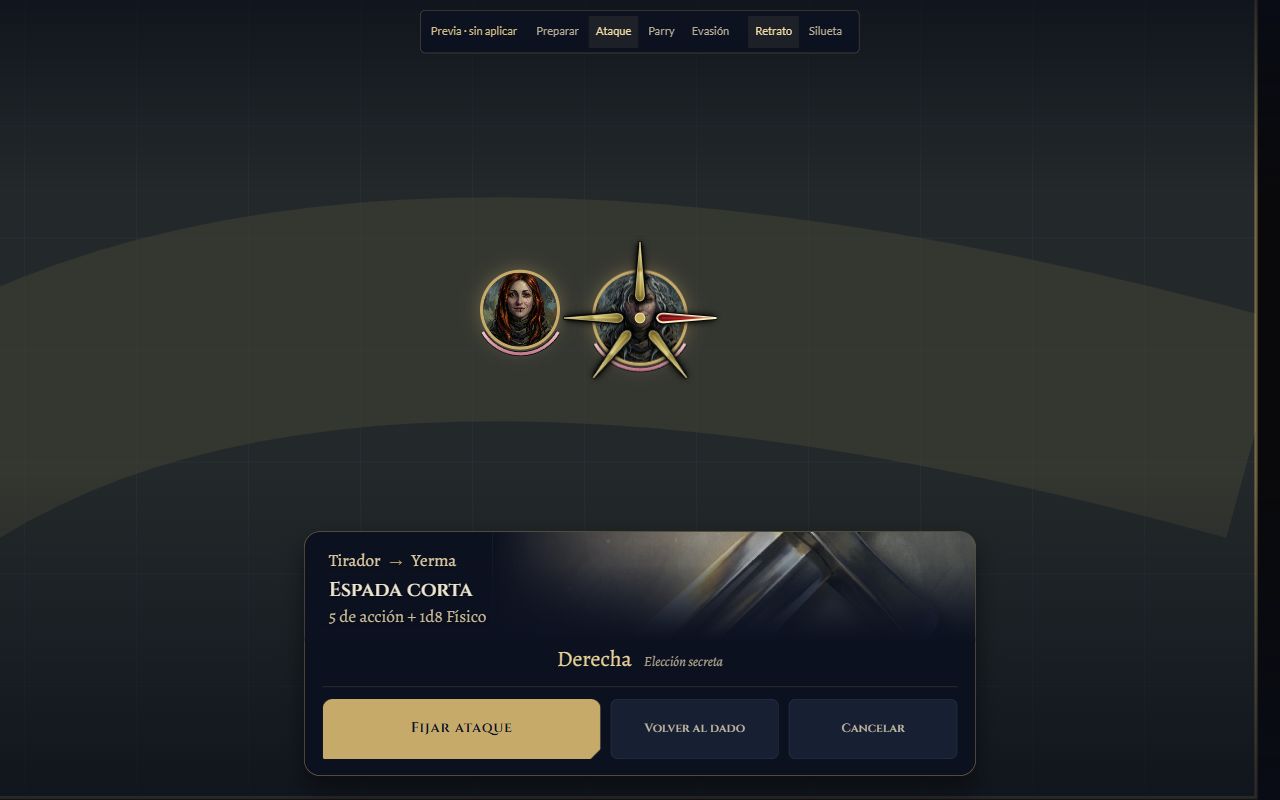 Previa · sin aplicar Preparar Ataque Parry Evasión Retrato Silueta
Tirador → Yerma
Espada corta
5 de acción + 1d8 Físico
Derecha Elección secreta
Fijar ataque Volver al dado Cancelar